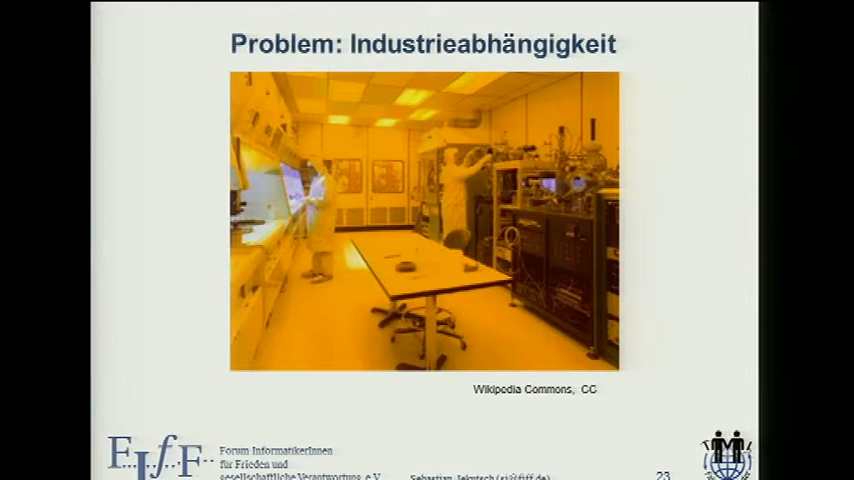 Problem: Industrieabhängigkeit
Wikipedia Commons, CC
F..I..f..F..
Forum InformatikerInnen
für Frieden und
gesellschaftliche Verantwortung, e.V.
Sebastian Jekutsch (sj@fiff.de)
23